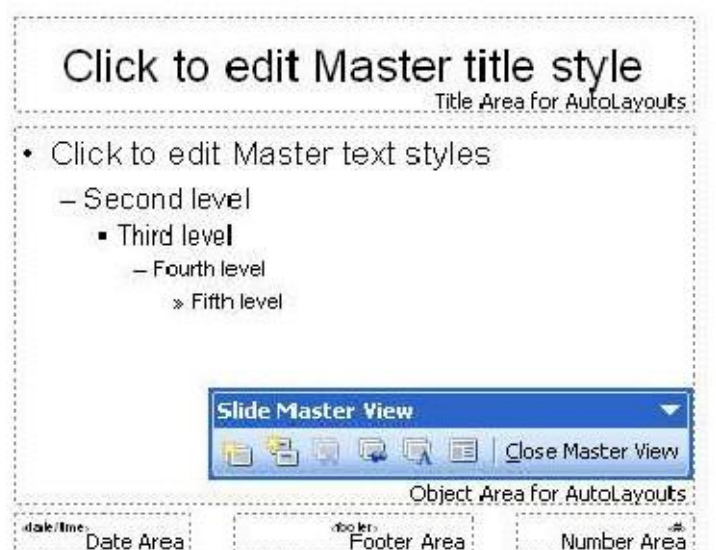 Click to edit Master title style
Title Area for AutoLayouts
• Click to edit Master text styles
– Second level
▪ Third level
– Fourth level
» Fifth level
Slide Master View
Close Master View
Object Area for AutoLayouts
<date/time>
Date Area
<footer>
Footer Area
<#>
Number Area